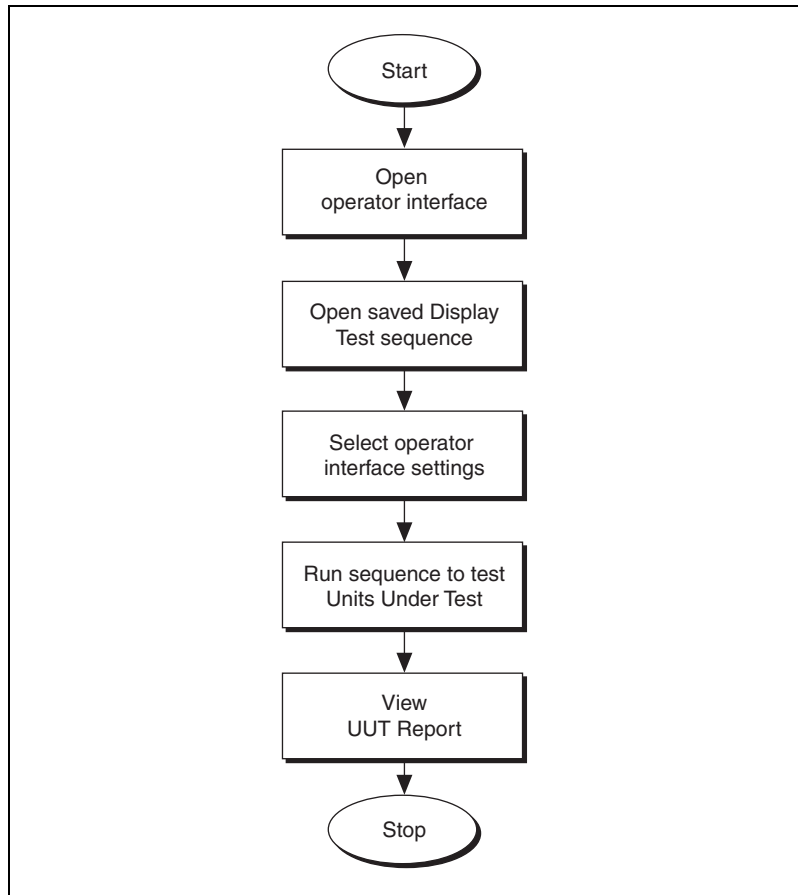 Start
Open
operator interface
Open saved Display
Test sequence
Select operator
interface settings
Run sequence to test
Units Under Test
View
UUT Report
Stop